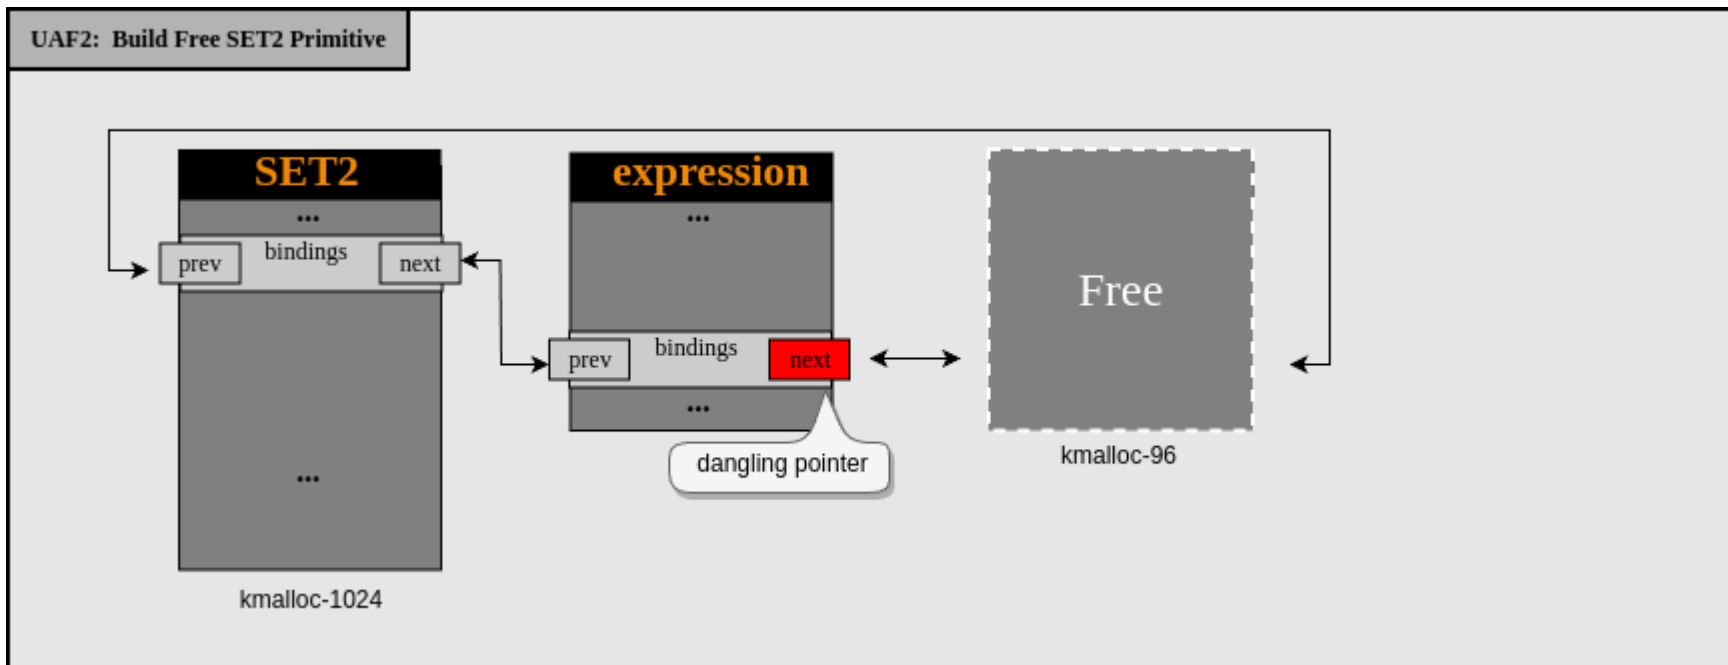 UAF2:  Build Free SET2 Primitive
SET2
...
prev
bindings
next
...
kmalloc-1024
expression
...
prev
bindings
next
...
dangling pointer
Free
kmalloc-96